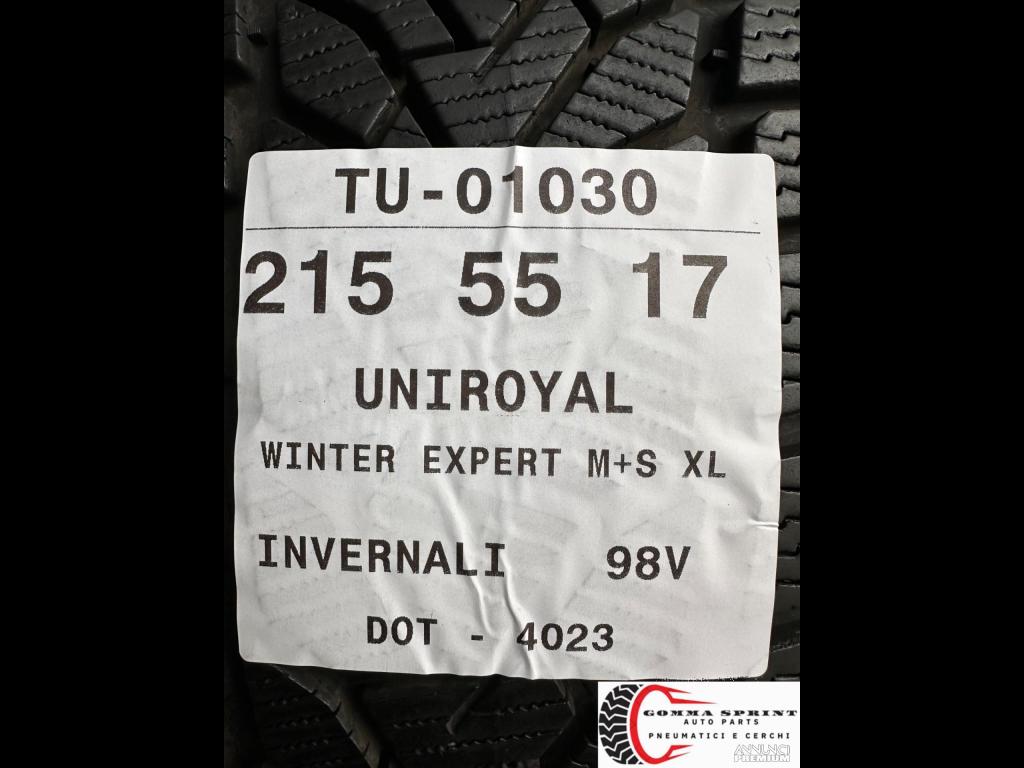 TU-01030
215 55 17
UNIROYAL
WINTER EXPERT M+S XL
INVERNALI 98V
DOT - 4023
GOMMA SPRINT
AUTO PARTS
PNEUMATICI E CERCHI
ANNUNCI
PREMIUM